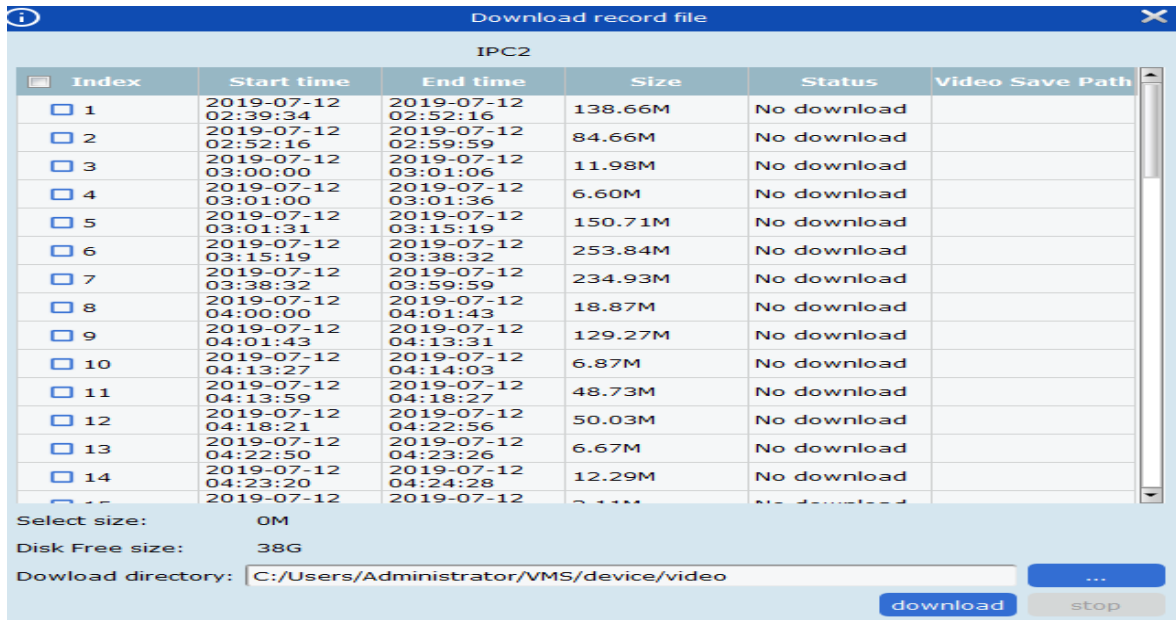 Download record file
IPC2
Index Start time End time Size Status Video Save Path
1 2019-07-12 02:39:34 2019-07-12 02:52:16 138.66M No download
2 2019-07-12 02:52:16 2019-07-12 02:59:59 84.66M No download
3 2019-07-12 03:00:00 2019-07-12 03:01:06 11.98M No download
4 2019-07-12 03:01:00 2019-07-12 03:01:36 6.60M No download
5 2019-07-12 03:01:31 2019-07-12 03:15:19 150.71M No download
6 2019-07-12 03:15:19 2019-07-12 03:38:32 253.84M No download
7 2019-07-12 03:38:32 2019-07-12 03:59:59 234.93M No download
8 2019-07-12 04:00:00 2019-07-12 04:01:43 18.87M No download
9 2019-07-12 04:01:43 2019-07-12 04:13:31 129.27M No download
10 2019-07-12 04:13:27 2019-07-12 04:14:03 6.87M No download
11 2019-07-12 04:13:59 2019-07-12 04:18:27 48.73M No download
12 2019-07-12 04:18:21 2019-07-12 04:22:56 50.03M No download
13 2019-07-12 04:22:50 2019-07-12 04:23:26 6.67M No download
14 2019-07-12 04:23:20 2019-07-12 04:24:28 12.29M No download
2019-07-12 2019-07-12
Select size: 0M
Disk Free size: 38G
Dowload directory: C:/Users/Administrator/VMS/device/video ...
download stop